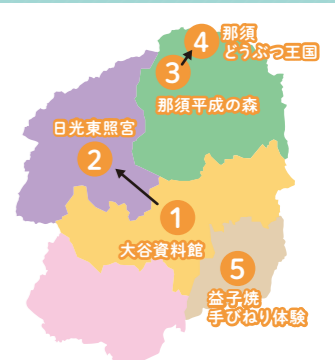 4
那須
どうぶつ王国
3
那須平成の森
日光東照宮
2
1
大谷資料館
5
益子焼
手びねり体験